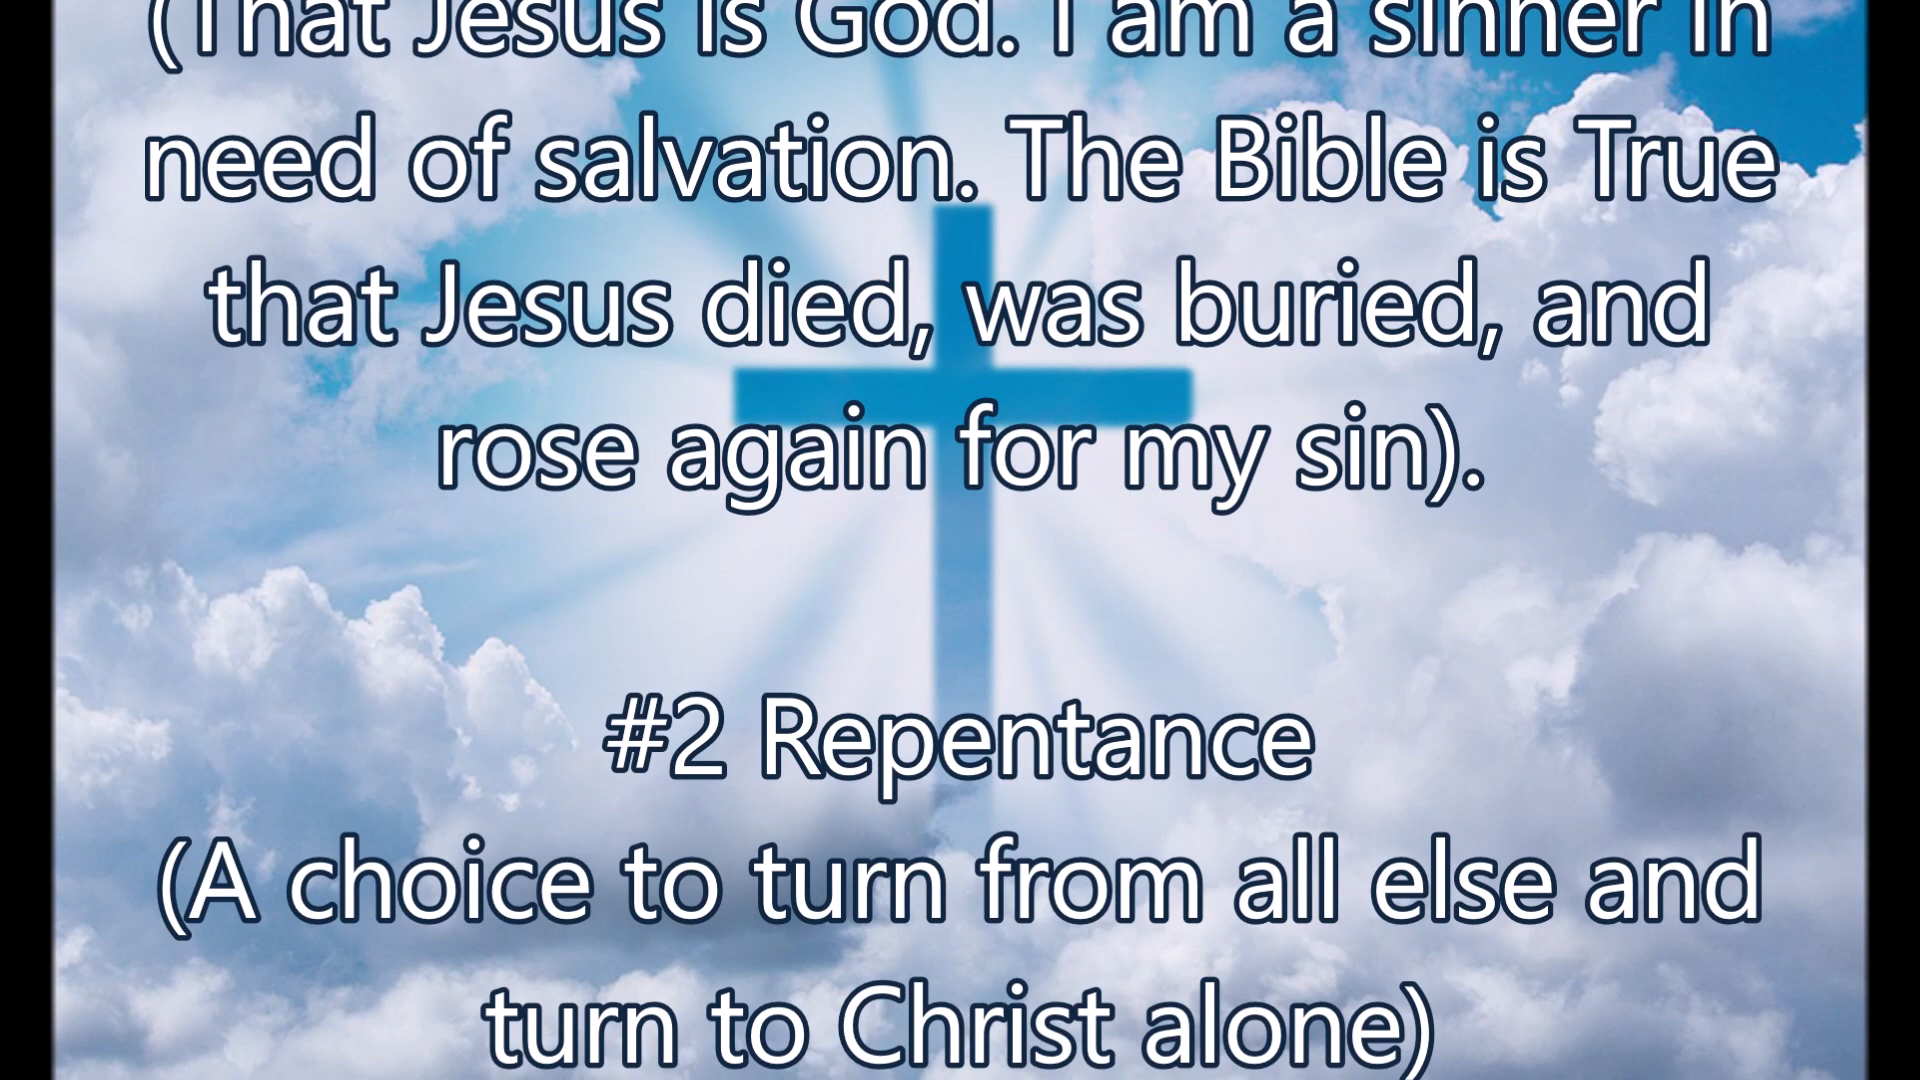 (That Jesus is God. I am a sinner in
need of salvation. The Bible is True
that Jesus died, was buried, and
rose again for my sin).
#2 Repentance
(A choice to turn from all else and
turn to Christ alone)